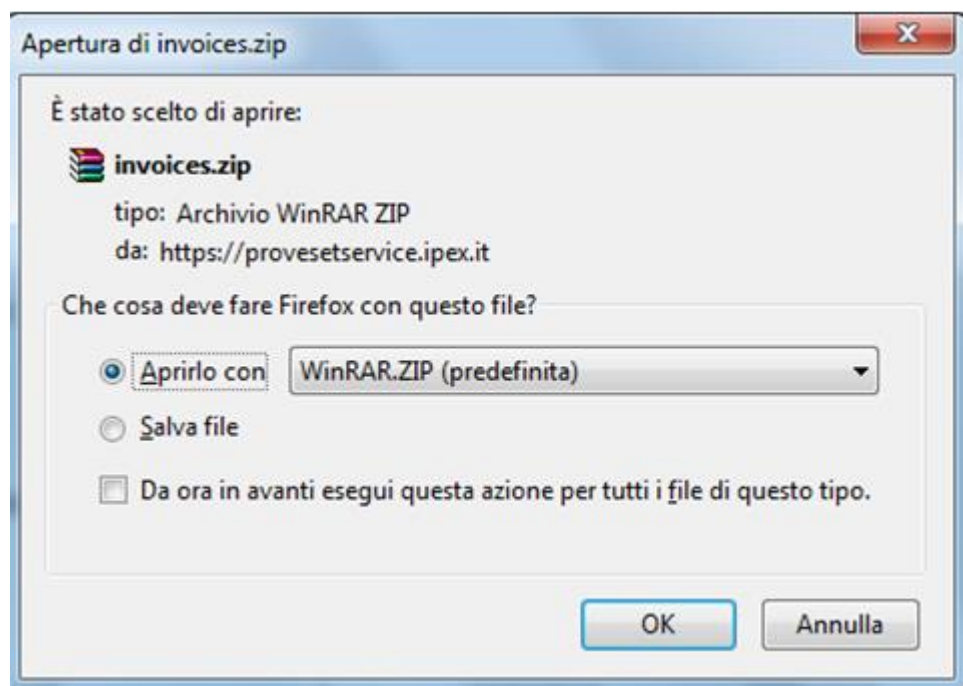 Apertura di invoices.zip
È stato scelto di aprire:
invoices.zip
tipo: Archivio WinRAR ZIP
da: https://provesetservice.ipex.it
Che cosa deve fare Firefox con questo file?
Aprirlo con WinRAR.ZIP (predefinita)
Salva file
Da ora in avanti esegui questa azione per tutti i file di questo tipo.
OK Annulla